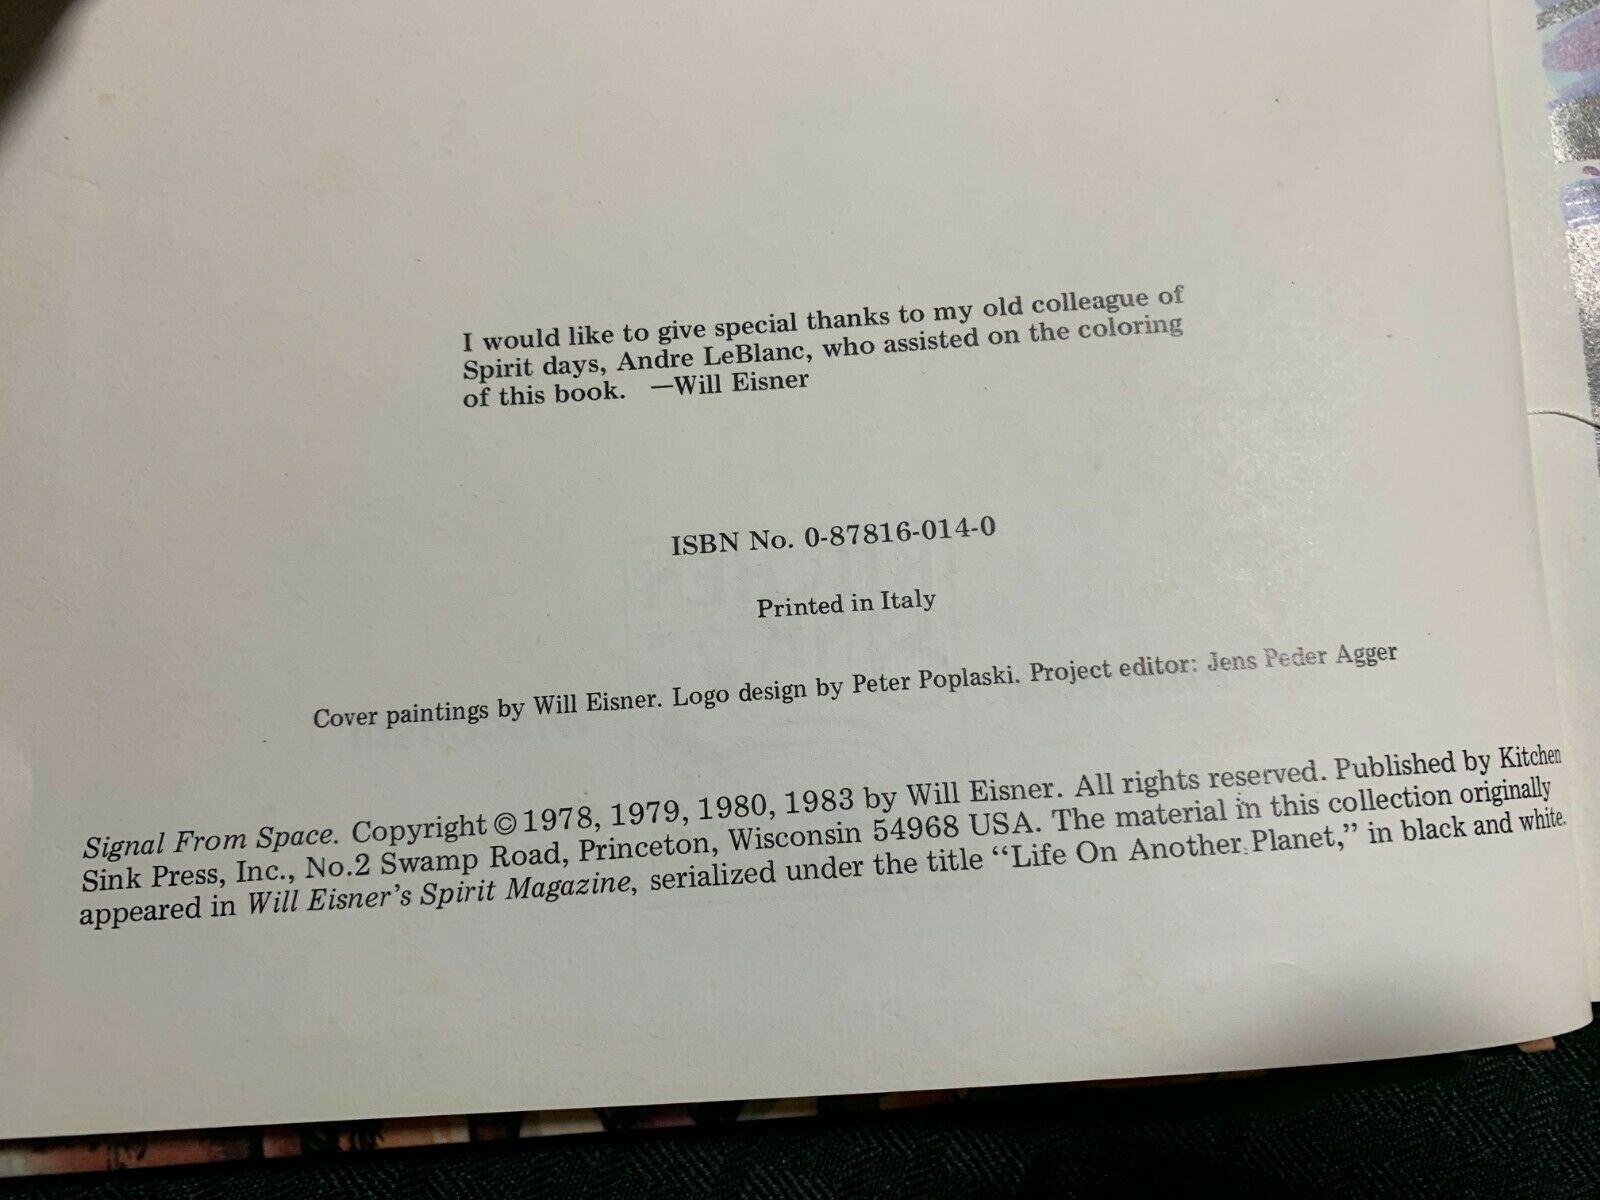 I would like to give special thanks to my old colleague of
Spirit days, Andre LeBlanc, who assisted on the coloring
of this book. —Will Eisner
ISBN No. 0-87816-014-0
Printed in Italy
Cover paintings by Will Eisner. Logo design by Peter Poplaski. Project editor: Jens Peder Agger
Signal From Space. Copyright © 1978, 1979, 1980, 1983 by Will Eisner. All rights reserved. Published by Kitchen
Sink Press, Inc., No.2 Swamp Road, Princeton, Wisconsin 54968 USA. The material in this collection originally
appeared in Will Eisner's Spirit Magazine, serialized under the title “Life On Another Planet,” in black and white.